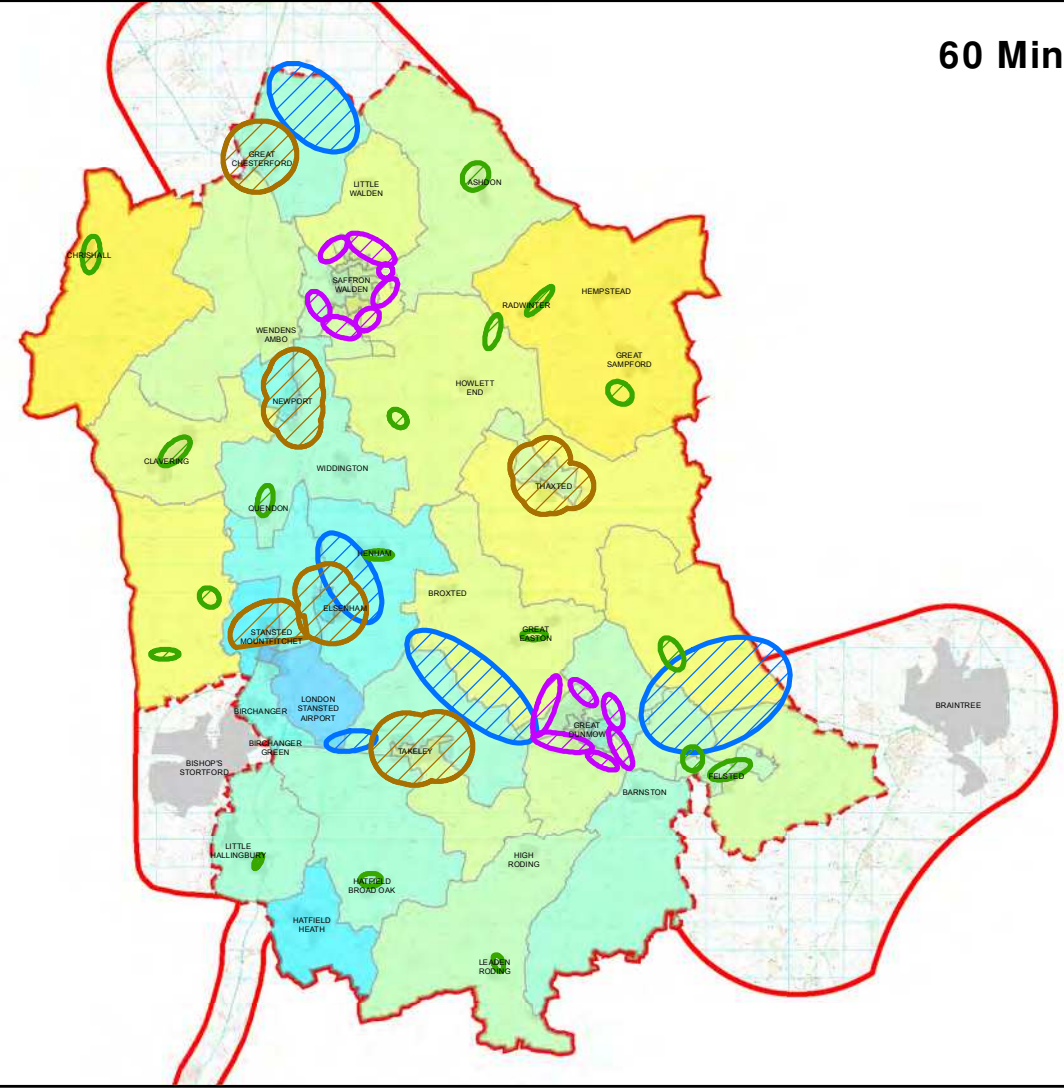 60 Min
GREAT
CHESTERFORD
LITTLE
WALDEN
ASHDON
CHRISHALL
SAFFRON
WALDEN
HEMPSTEAD
RADWINTER
WENDENS
AMBO
GREAT
SAMPFORD
HOWLETT
END
NEWPORT
CLAVERING
WIDDINGTON
THAXTED
QUENDON
HENHAM
BROXTED
ELSENHAM
GREAT
EASTON
STANSTED
MOUNTFITCHET
LONDON
STANSTED
AIRPORT
BIRCHANGER
BRAINTREE
GREAT
DUNMOW
BIRCHANGER
GREEN
TAKELEY
BISHOP'S
STORTFORD
FELSTED
BARNSTON
LITTLE
HALLINGBURY
HIGH
RODING
HATFIELD
BROAD OAK
HATFIELD
HEATH
LEADEN
RODING